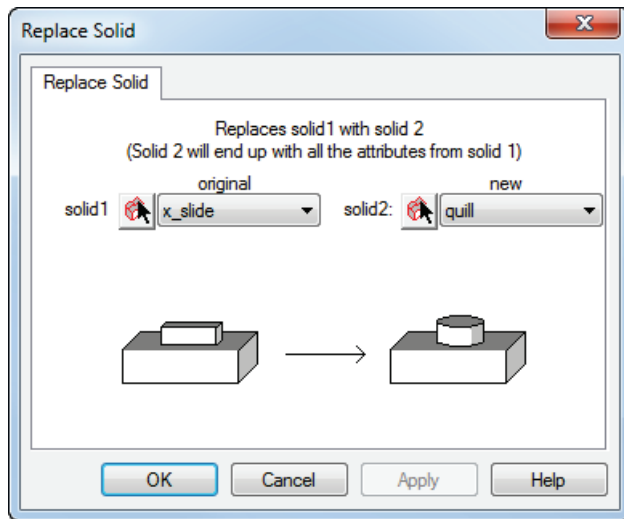 Replace Solid
Replace Solid
Replaces solid1 with solid 2
(Solid 2 will end up with all the attributes from solid 1)
original new
solid1 x_slide solid2: quill
OK Cancel Apply Help